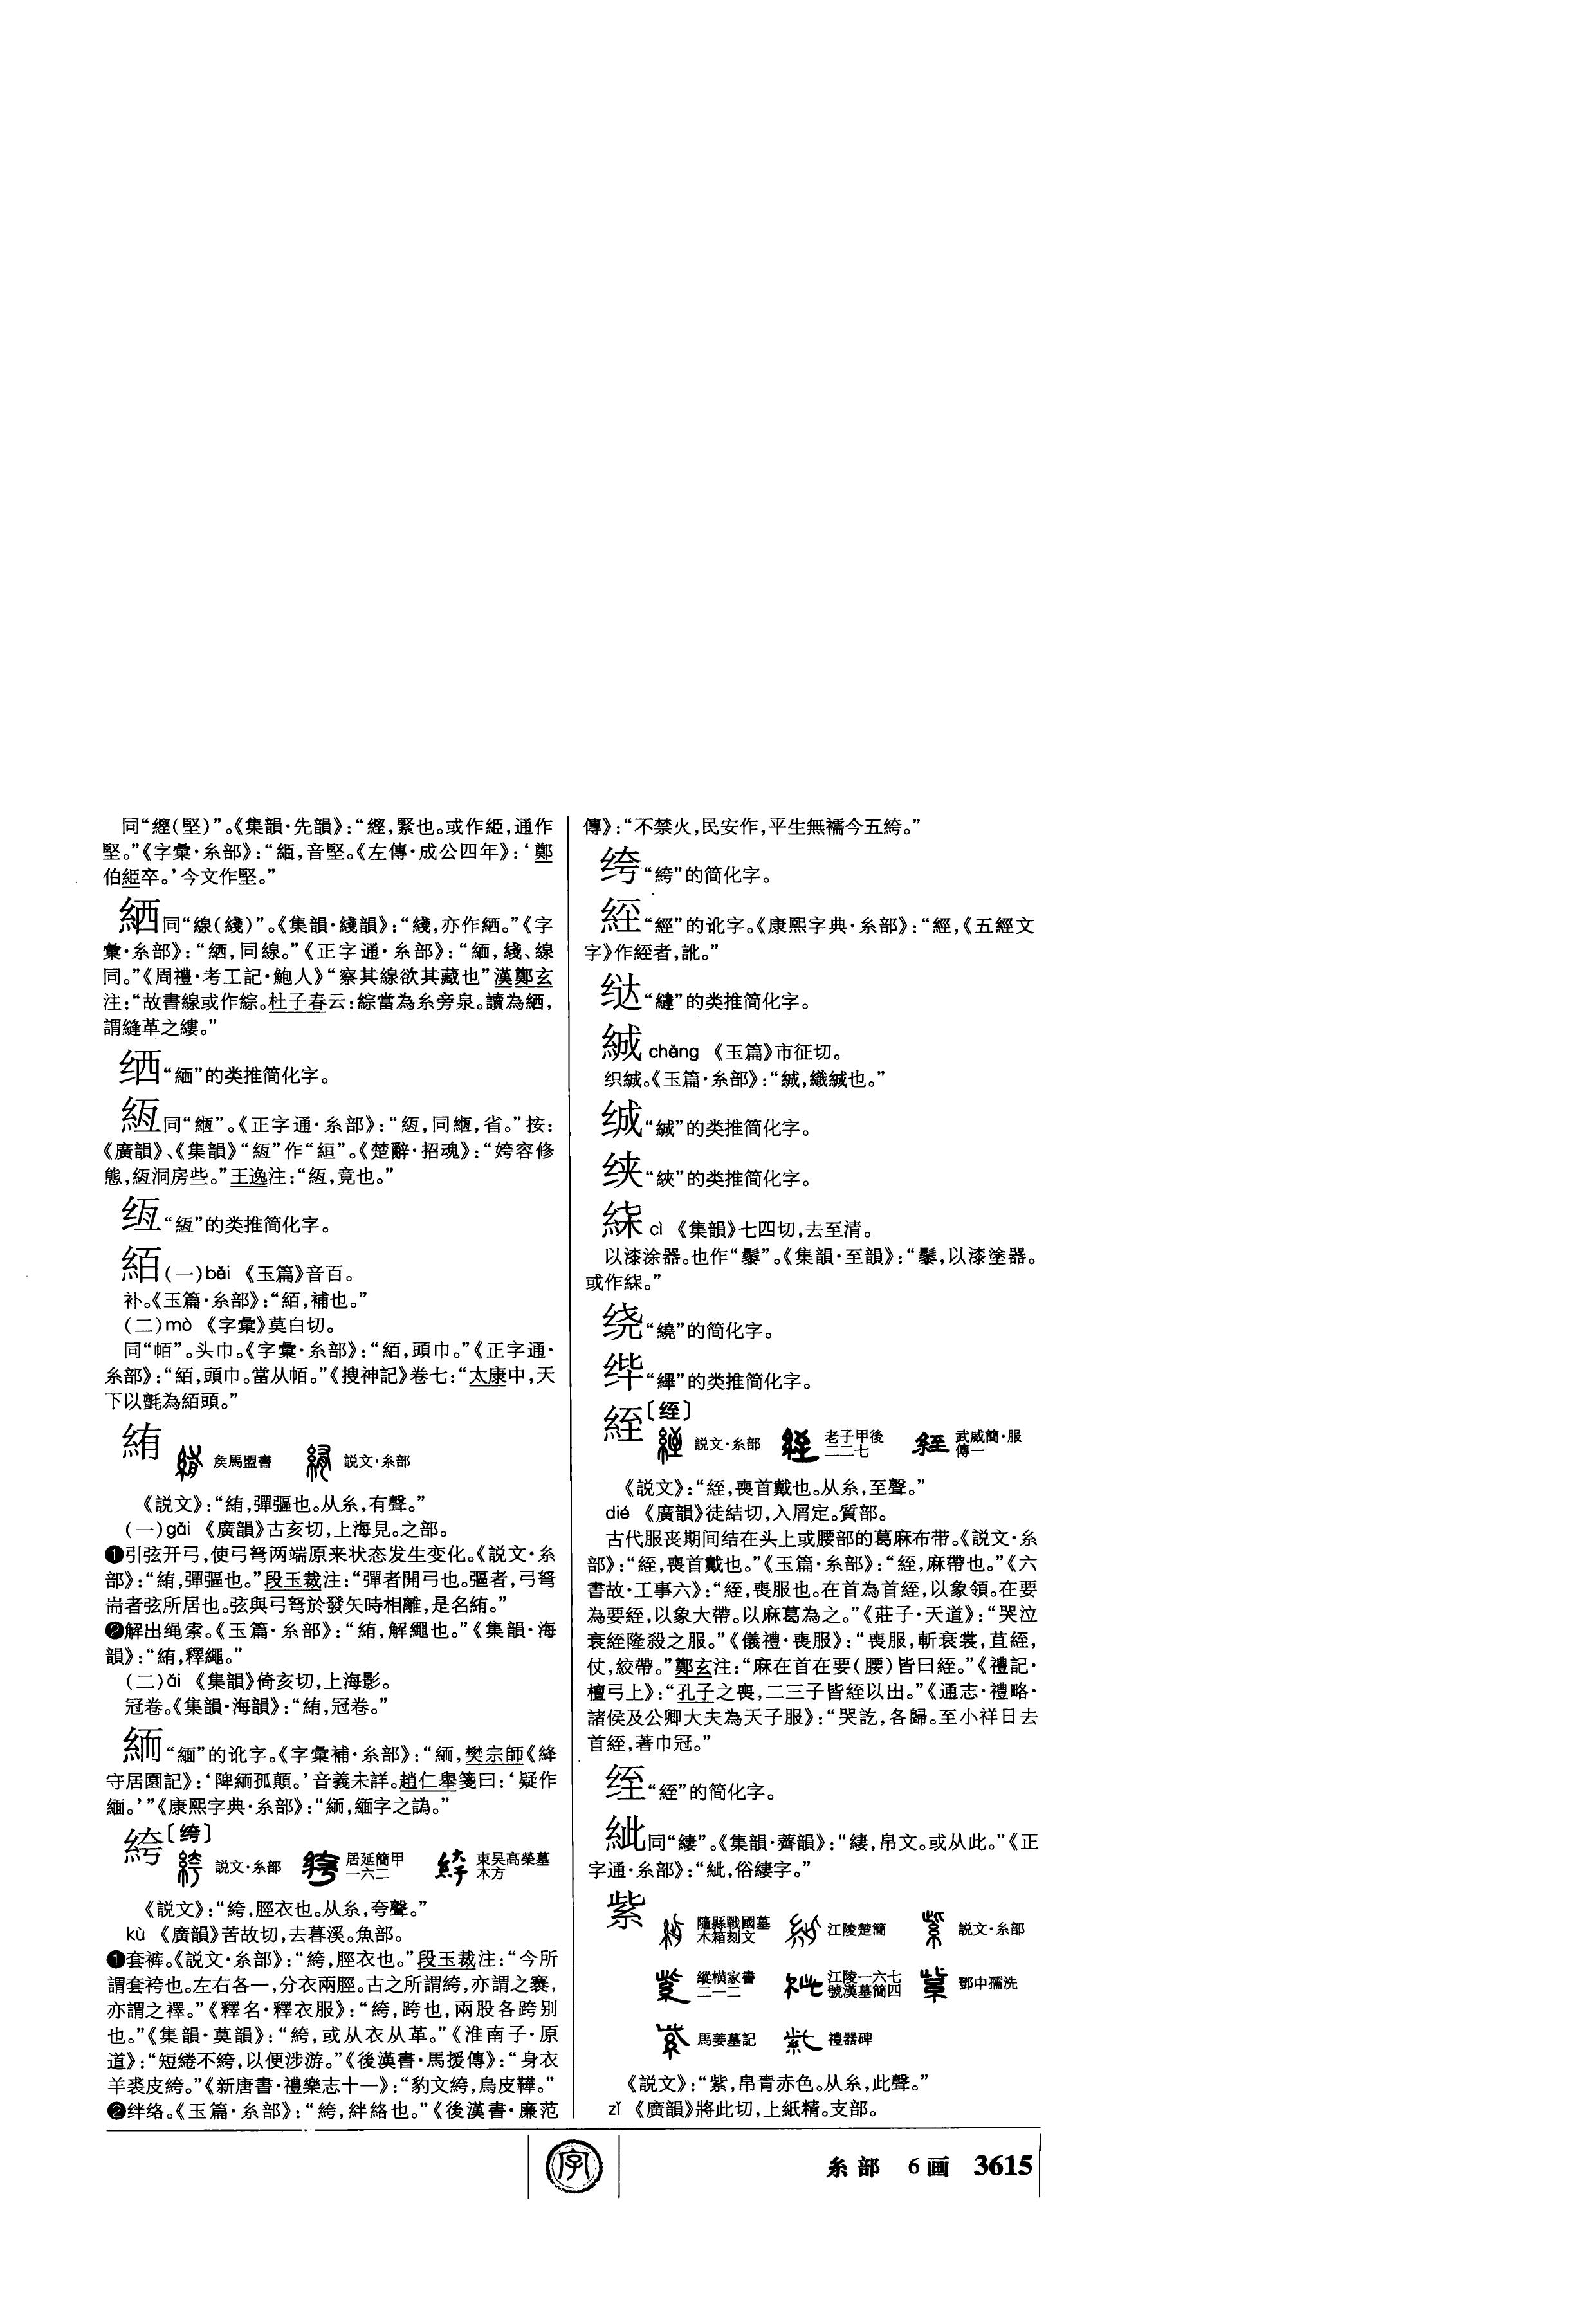 同“緸(堅)”。《集韻·先韻》：“緸，緊也。或作絚，通作
堅。”《字彙·糸部》：“絚，音堅。《左傳·成公四年》：‘鄭
伯絚卒。’今文作堅。”
絤同“線(綫)”。《集韻·綫韻》：“綫，亦作絤。”《字
彙·糸部》：“絤，同線。”《正字通·糸部》：“緬，綫、線
同。”《周禮·考工記·鮑人》“察其線欲其藏也”漢鄭玄
注：“故書線或作綜。杜子春云：綜當為糸旁泉。讀為絤，
謂縫革之縷。”
“緬”的类推简化字。
絚同“緪”。《正字通·糸部》：“絚，同緪，省。”按：
《廣韻》、《集韻》“絚”作“絙”。《楚辭·招魂》：“姱容修
態，絚洞房些。”王逸注：“絚，竟也。”
“絚”的类推简化字。
絔(一)bǎi 《玉篇》音百。
补。《玉篇·糸部》：“絔，補也。”
(二)mò 《字彙》莫白切。
同“帞”。头巾。《字彙·糸部》：“絔，頭巾。”《正字通·
糸部》：“絔，頭巾。當从帞。”《搜神記》卷七：“太康中，天
下以氈為絔頭。”
絠 矦馬盟書 説文·糸部
《説文》：“絠，彈彄也。从糸，有聲。”
(一)gǎi 《廣韻》古亥切，上海見。之部。
❶引弦开弓，使弓弩两端原来状态发生变化。《説文·糸
部》：“絠，彈彄也。”段玉裁注：“彈者開弓也。彄者，弓弩
耑者弦所居也。弦與弓弩於發矢時相離，是名絠。”
❷解出绳索。《玉篇·糸部》：“絠，解繩也。”《集韻·海
韻》：“絠，釋繩。”
(二)ǎi 《集韻》倚亥切，上海影。
冠卷。《集韻·海韻》：“絠，冠卷。”
絸“緬”的讹字。《字彙補·糸部》：“，樊宗師《絳
守居園記》：‘陴孤顛。’音義未詳。趙仁舉箋曰：‘疑作
緬。’”《康熙字典·糸部》：“，緬字之譌。”
絝〔绔〕 説文·糸部 居延簡甲一六二 東吴高榮墓木方
《説文》：“絝，脛衣也。从糸，夸聲。”
kù 《廣韻》苦故切，去暮溪。魚部。
❶套裤。《説文·糸部》：“絝，脛衣也。”段玉裁注：“今所
謂套袴也。左右各一，分衣兩脛。古之所謂絝，亦謂之褰，
亦謂之襗。”《釋名·釋衣服》：“絝，跨也，兩股各跨别
也。”《集韻·莫韻》：“絝，或从衣从革。”《淮南子·原
道》：“短綣不絝，以便涉游。”《後漢書·馬援傳》：“身衣
羊裘皮絝。”《新唐書·禮樂志十一》：“豹文絝，烏皮鞾。”
❷绊络。《玉篇·糸部》：“絝，絆絡也。”《後漢書·廉范
傳》：“不禁火，民安作，平生無襦今五絝。”
绔“絝”的简化字。
“經”的讹字。《康熙字典·糸部》：“經，《五經文
字》作經者，訛。”
“縫”的类推简化字。
絾chǎng 《玉篇》市征切。
织絾。《玉篇·糸部》：“絾，織絾也。”
“絾”的类推简化字。
“綊”的类推简化字。
綵cì 《集韻》七四切，去至清。
以漆涂器。也作“髤”。《集韻·至韻》：“髤，以漆塗器。
或作絘。”
绕“繞”的简化字。
“縪”的类推简化字。
絰〔绖〕 説文·糸部 老子甲後二二七 武威簡·服傳一
《説文》：“絰，喪首戴也。从糸，至聲。”
dié 《廣韻》徒結切，入屑定。質部。
古代服丧期间结在头上或腰部的葛麻布带。《説文·糸
部》：“絰，喪首戴也。”《玉篇·糸部》：“絰，麻帶也。”《六
書故·工事六》：“絰，喪服也。在首為首絰，以象領。在要
為要絰，以象大帶。以麻葛為之。”《莊子·天道》：“哭泣
衰絰隆殺之服。”《儀禮·喪服》：“喪服，斬衰裳，苴絰，
仗，絞帶。”鄭玄注：“麻在首在要(腰)皆曰絰。”《禮記·
檀弓上》：“孔子之喪，二三子皆絰以出。”《通志·禮略·
諸侯及公卿大夫為天子服》：“哭訖，各歸。至小祥日去
首絰，著巾冠。”
绖“絰”的简化字。
紪同“縷”。《集韻·薺韻》：“縷，帛文。或从此。”《正
字通·糸部》：“紪，俗縷字。”
紫 隨縣戰國墓木箱刻文 江陵楚簡 説文·糸部
縱横家書二一二 江陵一六七號漢墓簡四 鄧中孺洗
馬姜墓記 禮器碑
《説文》：“紫，帛青赤色。从糸，此聲。”
zǐ 《廣韻》將此切，上紙精。支部。
字
糸部 6画 3615